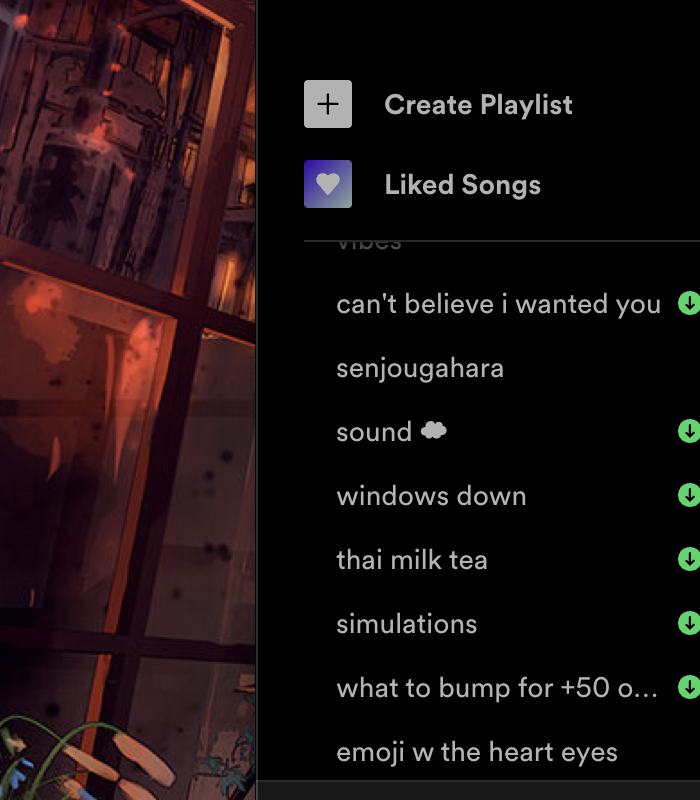 Create Playlist
Liked Songs
vibes
can't believe i wanted you
senjougahara
sound ☁
windows down
thai milk tea
simulations
what to bump for +50 o...
emoji w the heart eyes